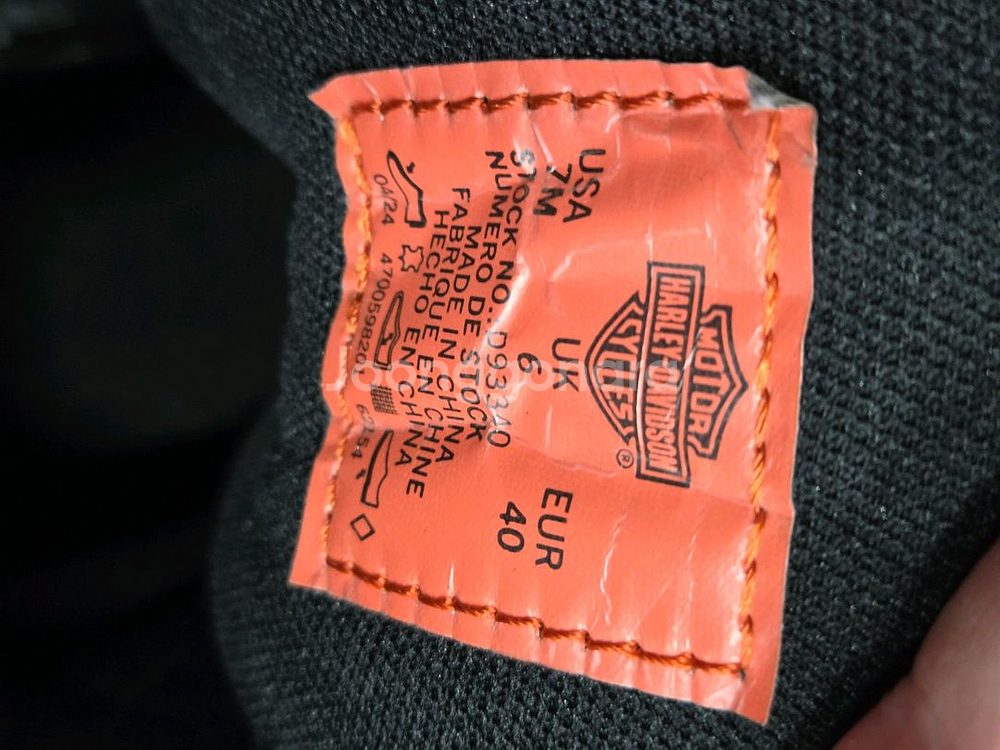 MOTOR
HARLEY-DAVIDSON
CYCLES
®
USA UK EUR
7M 6 40
STOCK NO.: D93340
NUMERO DE STOCK
MADE IN CHINA
FABRIQUE EN CHINE
HECHO EN CHINA
04/24